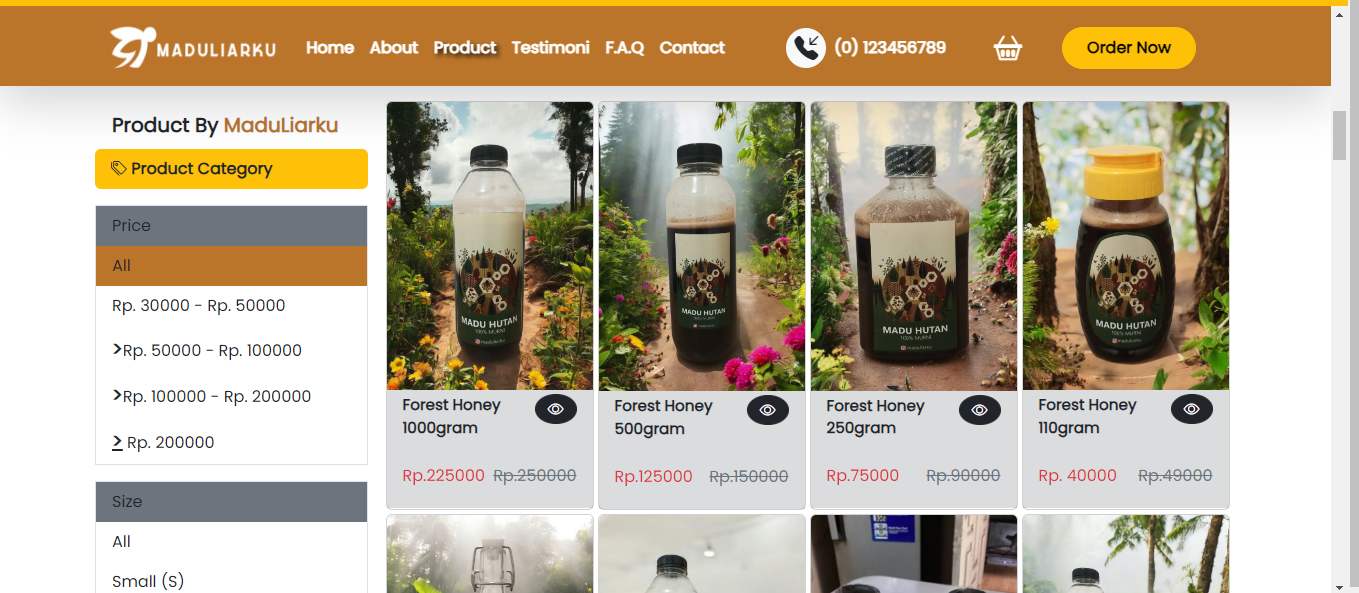 MADULIARKU
Home About Product Testimoni F.A.Q Contact
(0) 123456789
Order Now
Product By MaduLiarku
Product Category
Price
All
Rp. 30000 - Rp. 50000
>Rp. 50000 - Rp. 100000
>Rp. 100000 - Rp. 200000
> Rp. 200000
Size
All
Small (S)
MADU HUTAN
100% MURNI
maduliarku
Forest Honey
1000gram
Rp.225000 Rp.250000
MADU HUTAN
100% MURNI
maduliarku
Forest Honey
500gram
Rp.125000 Rp.150000
MADU HUTAN
100% MURNI
maduliarku
Forest Honey
250gram
Rp.75000 Rp.90000
MADU HUTAN
100% MURNI
maduliarku
Forest Honey
110gram
Rp. 40000 Rp.49000